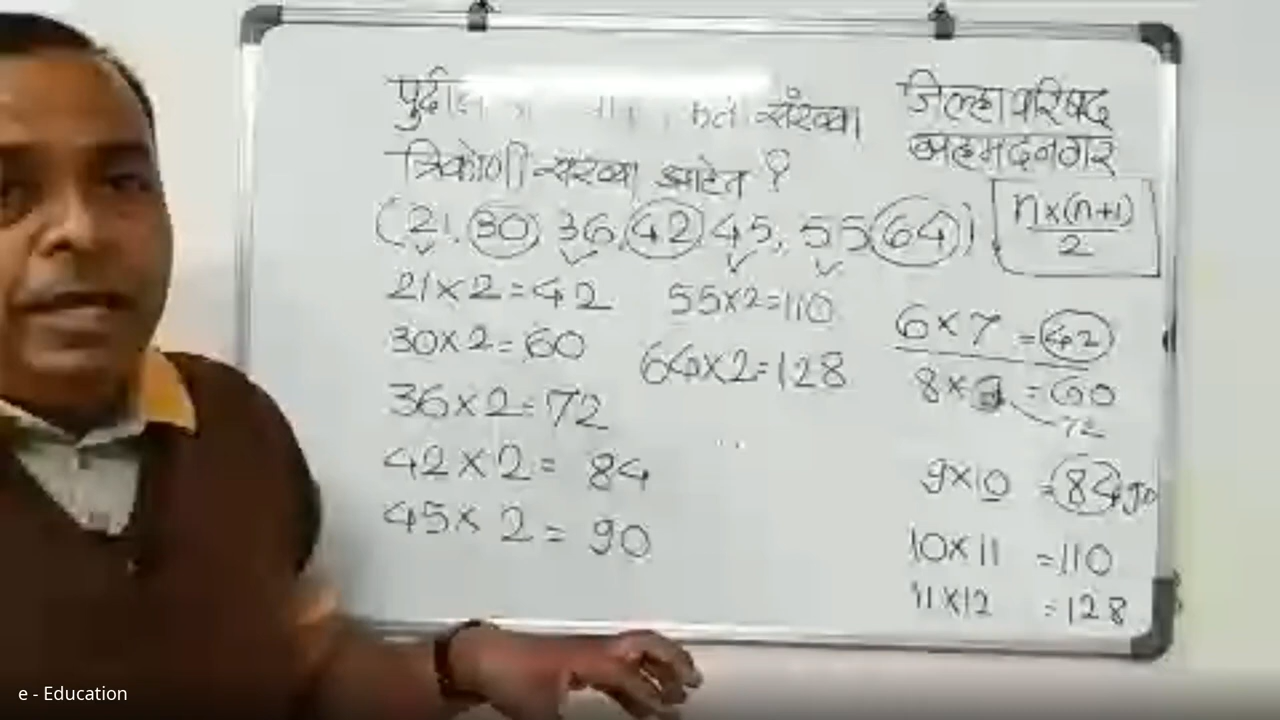 संख्या
त्रिकोणी संख्या आहेत ?
(21, 30, 36, 42, 45, 55 64)
21×2=42
30×2=60
36×2=72
42×2= 84
45×2= 90
55×2=110
64×2=128
जिल्हा परिषद
अहमदनगर
n×(n+1)
2
6×7 =42
8×9 =60
72
9×10 =84 90
10×11 =110
11×12 =128
e - Education